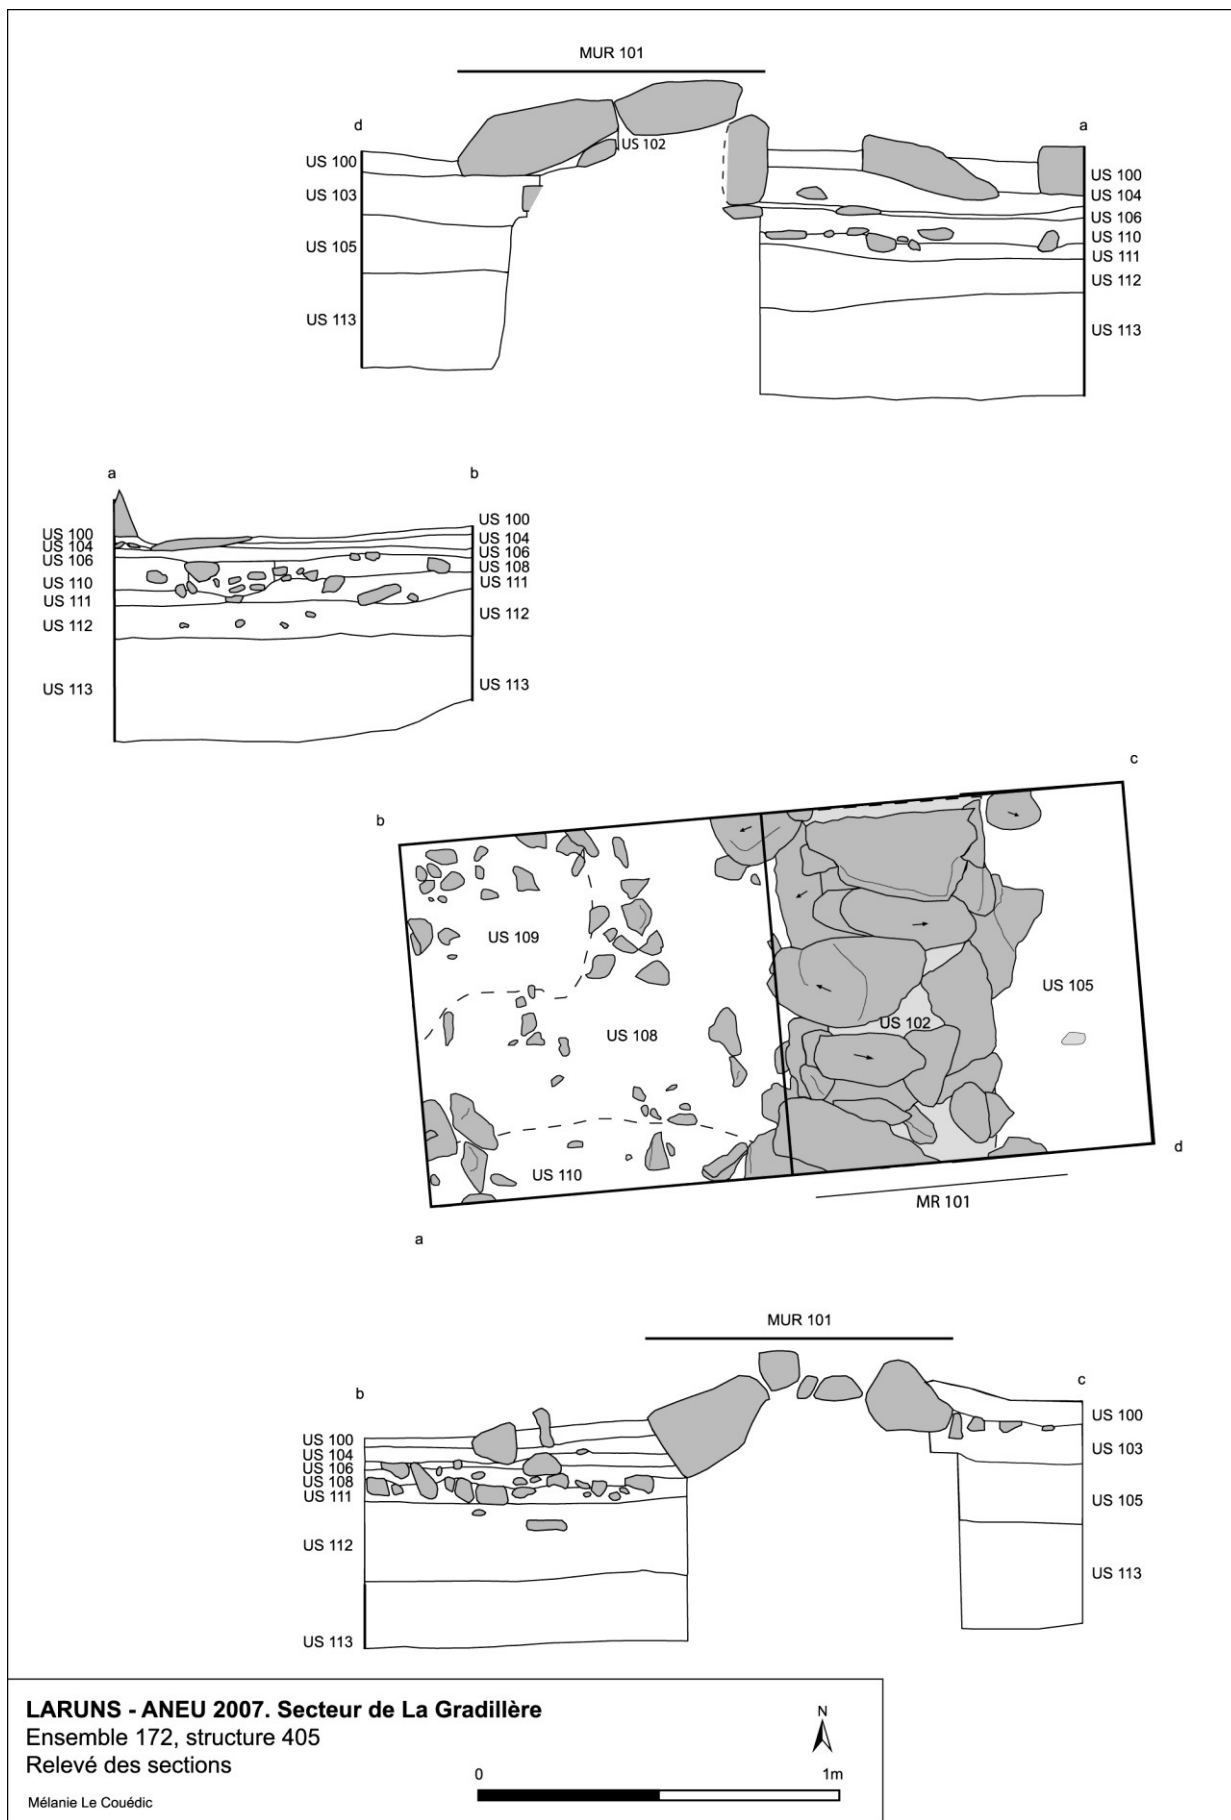 MUR 101
d
a
US 102
US 100
US 103
US 105
US 113
US 100
US 104
US 106
US 110
US 111
US 112
US 113
a
b
US 100
US 104
US 106
US 110
US 111
US 112
US 113
US 100
US 104
US 106
US 108
US 111
US 112
US 113
c
b
US 109
US 108
US 102
US 105
US 110
d
MR 101
a
MUR 101
b
c
US 100
US 104
US 106
US 108
US 111
US 112
US 113
US 100
US 103
US 105
US 113
LARUNS - ANEU 2007. Secteur de La Gradillère
Ensemble 172, structure 405
Relevé des sections
Mélanie Le Couédic
N
0
1m